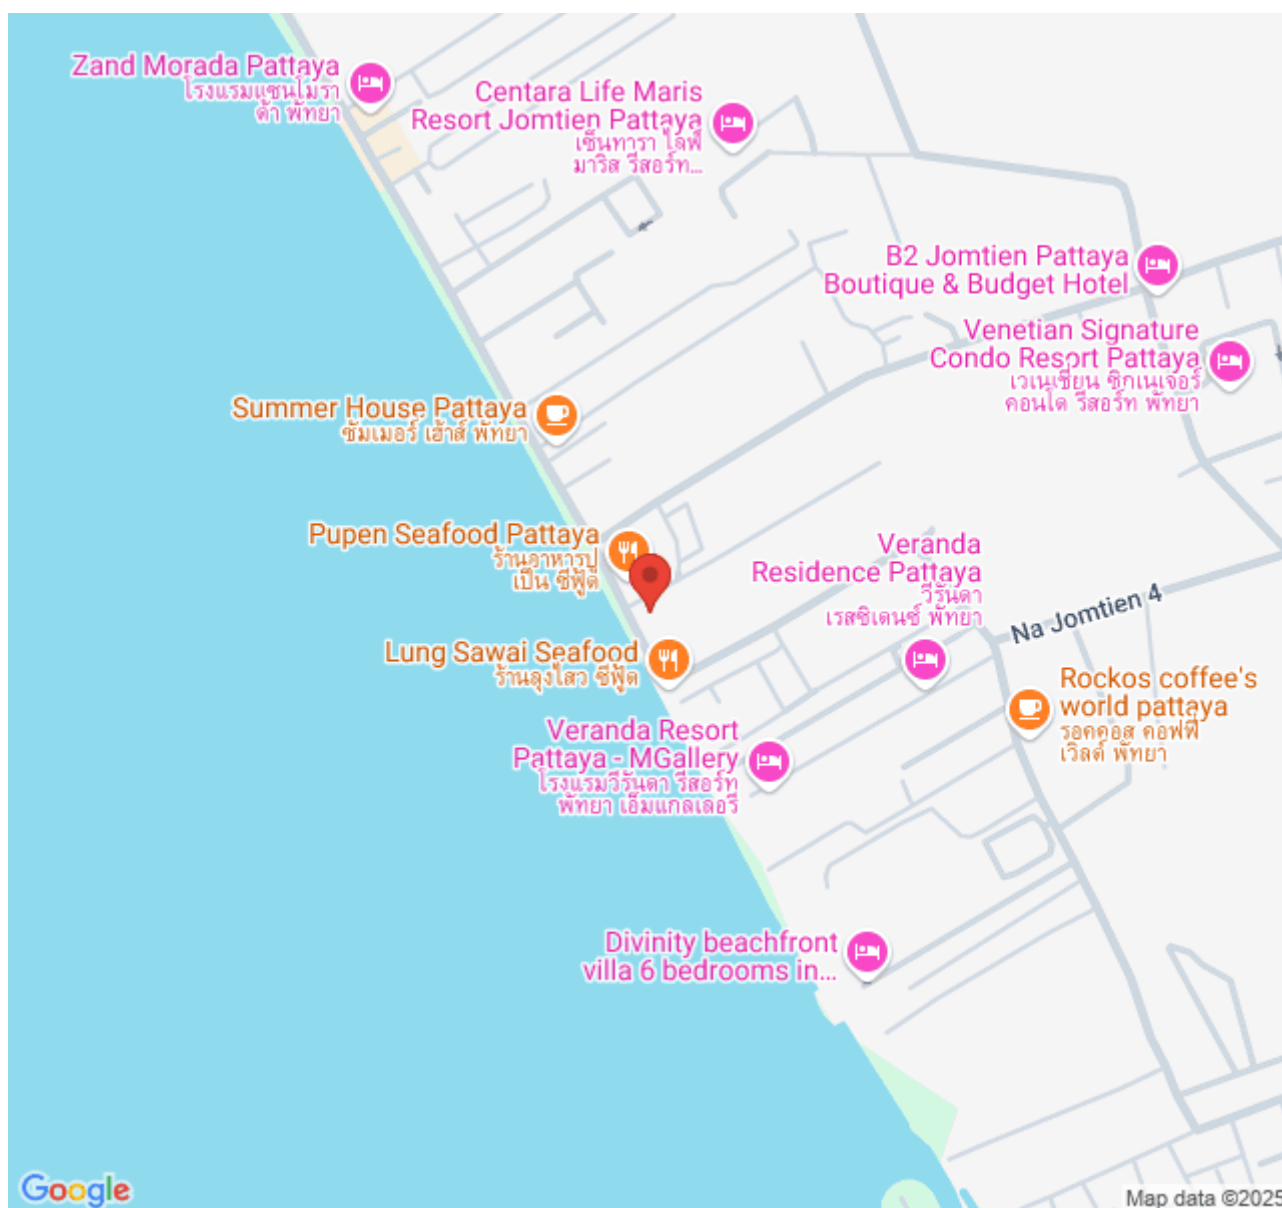 Zand Morada Pattaya
โรงแรมแซนโมรา
ด้า พัทยา
Centara Life Maris
Resort Jomtien Pattaya
เซ็นทารา ไลฟ์
มาริส รีสอร์ท...
B2 Jomtien Pattaya
Boutique & Budget Hotel
Venetian Signature
Condo Resort Pattaya
เวเนเชี่ยน ซิกเนเจอร์
คอนโด รีสอร์ท พัทยา
Summer House Pattaya
ซัมเมอร์ เฮ้าส์ พัทยา
Pupen Seafood Pattaya
ร้านอาหารปู
เป็น ซีฟู้ด
Veranda
Residence Pattaya
วีรันดา
เรสซิเดนซ์ พัทยา
Na Jomtien 4
Lung Sawai Seafood
ร้านลุงไสว ซีฟู้ด
Rockos coffee's
world pattaya
รอคคอส คอฟฟี่
เวิลด์ พัทยา
Veranda Resort
Pattaya - MGallery
โรงแรมวีรันดา รีสอร์ท
พัทยา เอ็มแกลเลอรี
Divinity beachfront
villa 6 bedrooms in...
Google
Map data ©2025